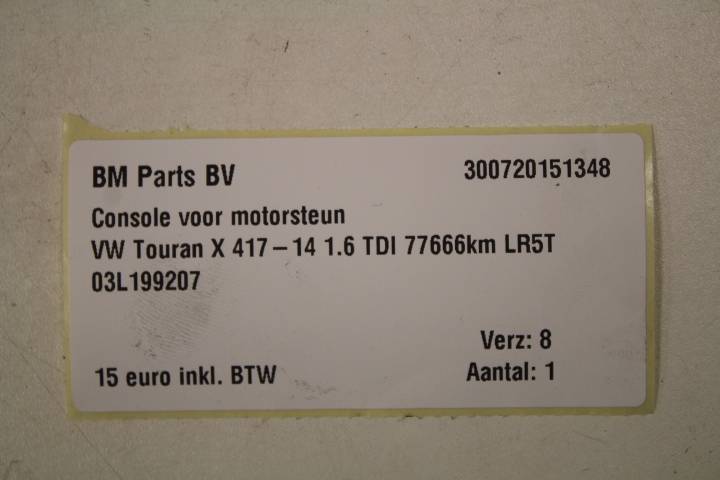 BM Parts BV 300720151348
Console voor motorsteun
VW Touran X 417-14 1.6 TDI 77666km LR5T
03L199207
Verz: 8
15 euro inkl. BTW Aantal: 1